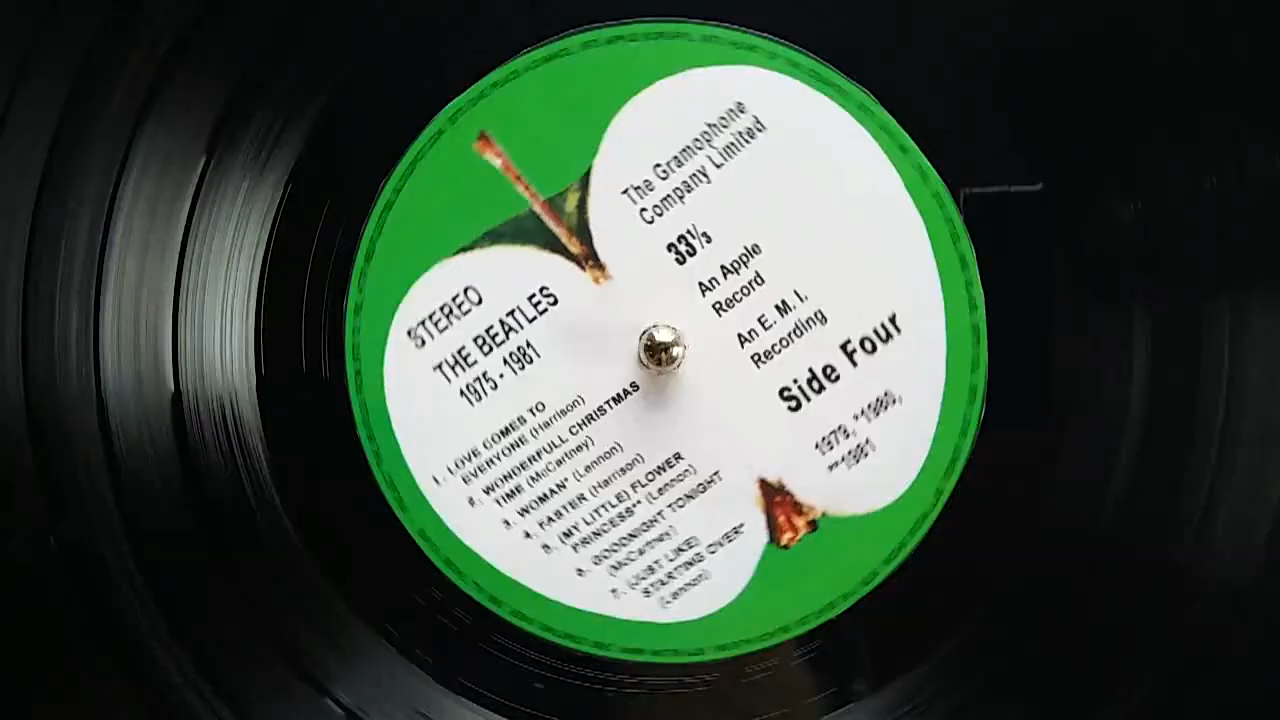 STEREO
THE BEATLES
1975 - 1981
1. LOVE COMES TO
EVERYONE (Harrison)
2. WONDERFULL CHRISTMAS
TIME (McCartney)
3. WOMAN* (Lennon)
4. FASTER (Harrison)
5. (MY LITTLE) FLOWER
PRINCESS** (Lennon)
6. GOODNIGHT TONIGHT
(McCartney)
7. (JUST LIKE)
STARTING OVER*
(Lennon)
The Gramophone
Company Limited
33⅓
An Apple
Record
An E. M. I.
Recording
Side Four
1979, *1980,
**1981